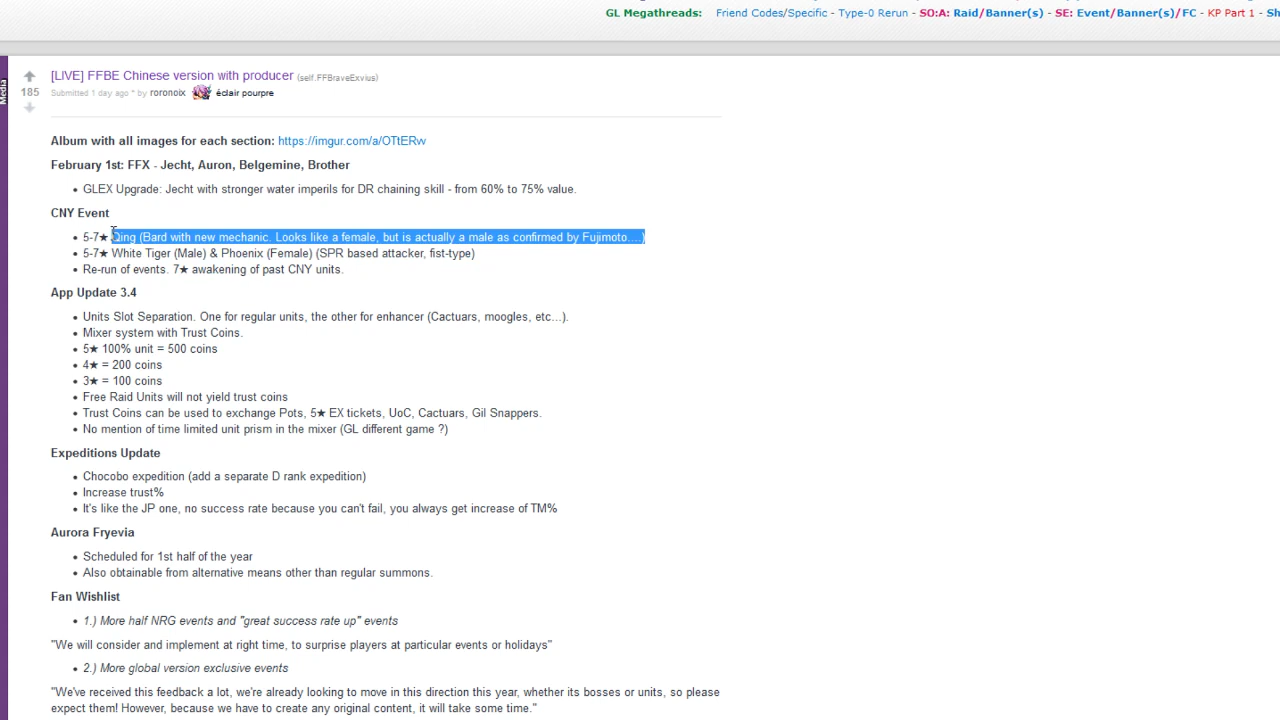 GL Megathreads: Friend Codes/Specific - Type-0 Rerun - SO:A: Raid/Banner(s) - SE: Event/Banner(s)/FC - KP Part 1 - Sh
Media
[LIVE] FFBE Chinese version with producer (self.FFBraveExvius)
185
Submitted 1 day ago * by roronoix éclair pourpre
Album with all images for each section: https://imgur.com/a/OTtERw
February 1st: FFX - Jecht, Auron, Belgemine, Brother
• GLEX Upgrade: Jecht with stronger water imperils for DR chaining skill - from 60% to 75% value.
CNY Event
• 5-7★ Qing (Bard with new mechanic. Looks like a female, but is actually a male as confirmed by Fujimoto....)
• 5-7★ White Tiger (Male) & Phoenix (Female) (SPR based attacker, fist-type)
• Re-run of events. 7★ awakening of past CNY units.
App Update 3.4
• Units Slot Separation. One for regular units, the other for enhancer (Cactuars, moogles, etc...).
• Mixer system with Trust Coins.
• 5★ 100% unit = 500 coins
• 4★ = 200 coins
• 3★ = 100 coins
• Free Raid Units will not yield trust coins
• Trust Coins can be used to exchange Pots, 5★ EX tickets, UoC, Cactuars, Gil Snappers.
• No mention of time limited unit prism in the mixer (GL different game ?)
Expeditions Update
• Chocobo expedition (add a separate D rank expedition)
• Increase trust%
• It's like the JP one, no success rate because you can't fail, you always get increase of TM%
Aurora Fryevia
• Scheduled for 1st half of the year
• Also obtainable from alternative means other than regular summons.
Fan Wishlist
• 1.) More half NRG events and "great success rate up" events
"We will consider and implement at right time, to surprise players at particular events or holidays"
• 2.) More global version exclusive events
"We've received this feedback a lot, we're already looking to move in this direction this year, whether its bosses or units, so please
expect them! However, because we have to create any original content, it will take some time."